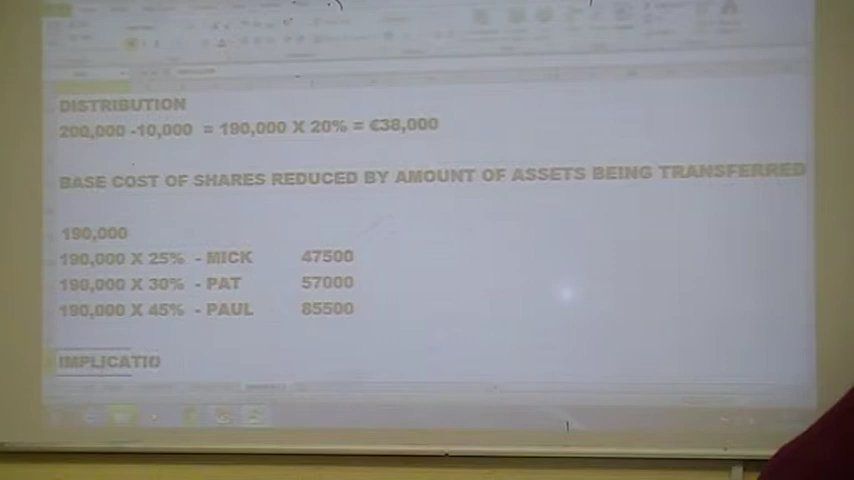 DISTRIBUTION
200,000 -10,000 = 190,000 X 20% = €38,000
BASE COST OF SHARES REDUCED BY AMOUNT OF ASSETS BEING TRANSFERRED
190,000
190,000 X 25% - MICK 47500
190,000 X 30% - PAT 57000
190,000 X 45% - PAUL 85500
IMPLICATIO